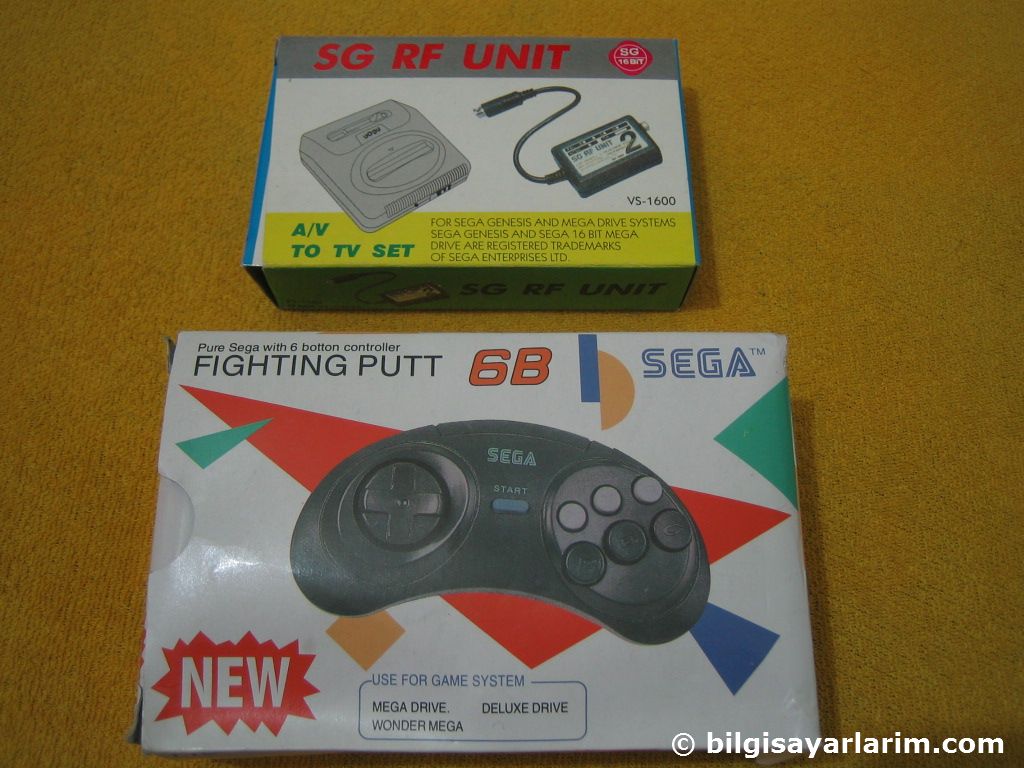 SG RF UNIT
SG
16 BiT
SG RF UNIT
2
VS-1600
A/V
TO TV SET
FOR SEGA GENESIS AND MEGA DRIVE SYSTEMS
SEGA GENESIS AND SEGA 16 BIT MEGA
DRIVE ARE REGISTERED TRADEMARKS
OF SEGA ENTERPRISES LTD.
SG RF UNIT
Pure Sega with 6 botton controller
FIGHTING PUTT
6B
SEGA™
SEGA
START
NEW
USE FOR GAME SYSTEM
MEGA DRIVE. DELUXE DRIVE
WONDER MEGA
© bilgisayarlarim.com